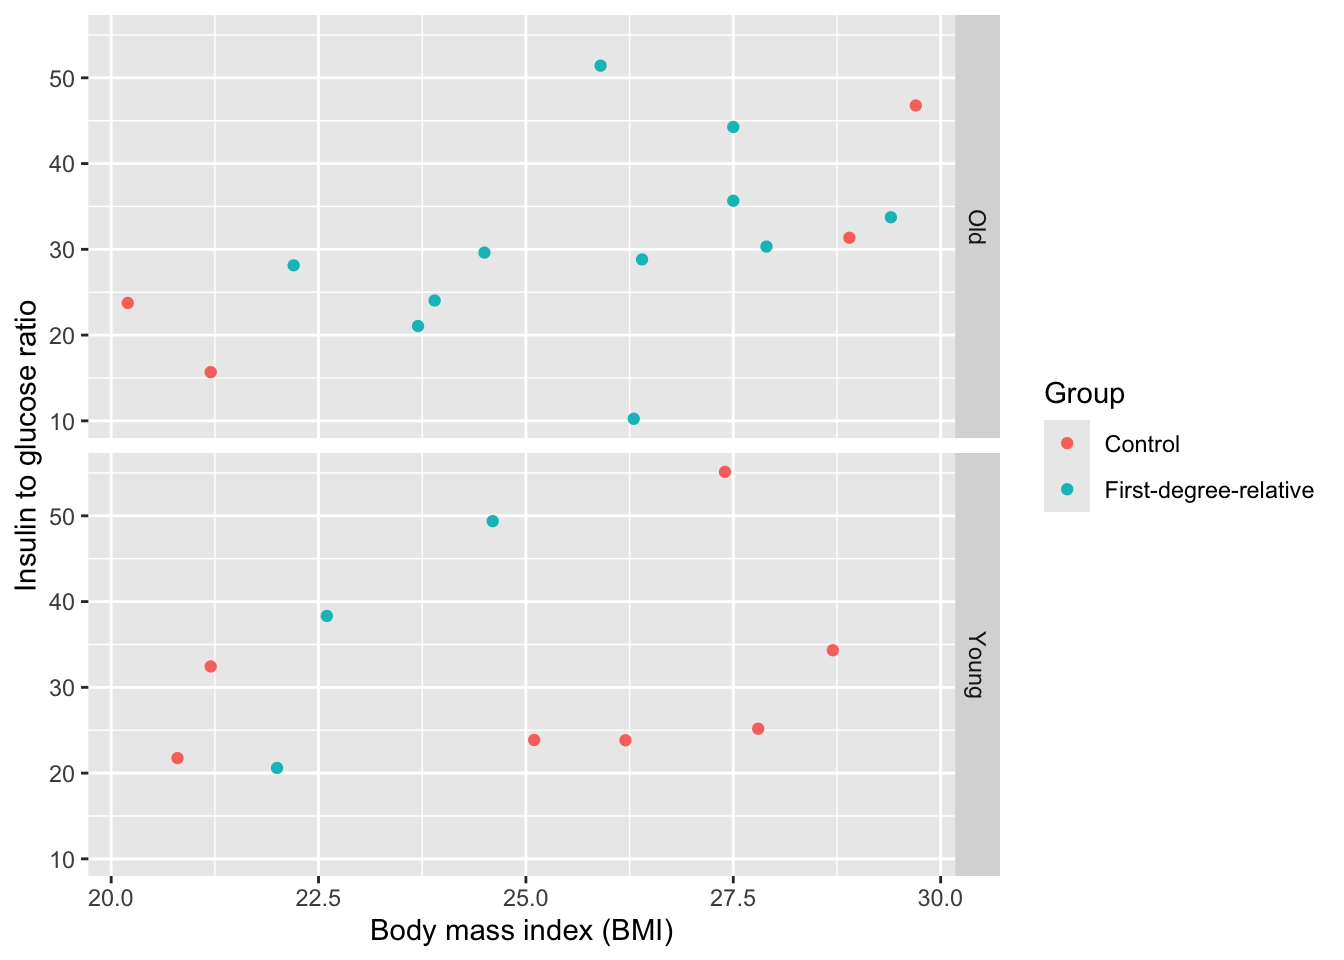 Insulin to glucose ratio
50
40
30
20
10
Old
50
40
30
20
10
Young
20.0 22.5 25.0 27.5 30.0
Body mass index (BMI)
Group
Control
First-degree-relative